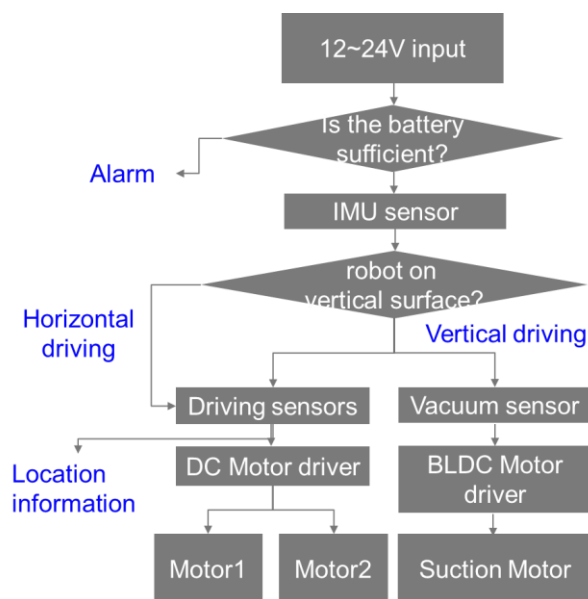 12~24V input
Is the battery
sufficient?
Alarm
IMU sensor
robot on
vertical surface?
Horizontal
driving
Vertical driving
Driving sensors
Vacuum sensor
Location
information
DC Motor driver
BLDC Motor
driver
Motor1
Motor2
Suction Motor